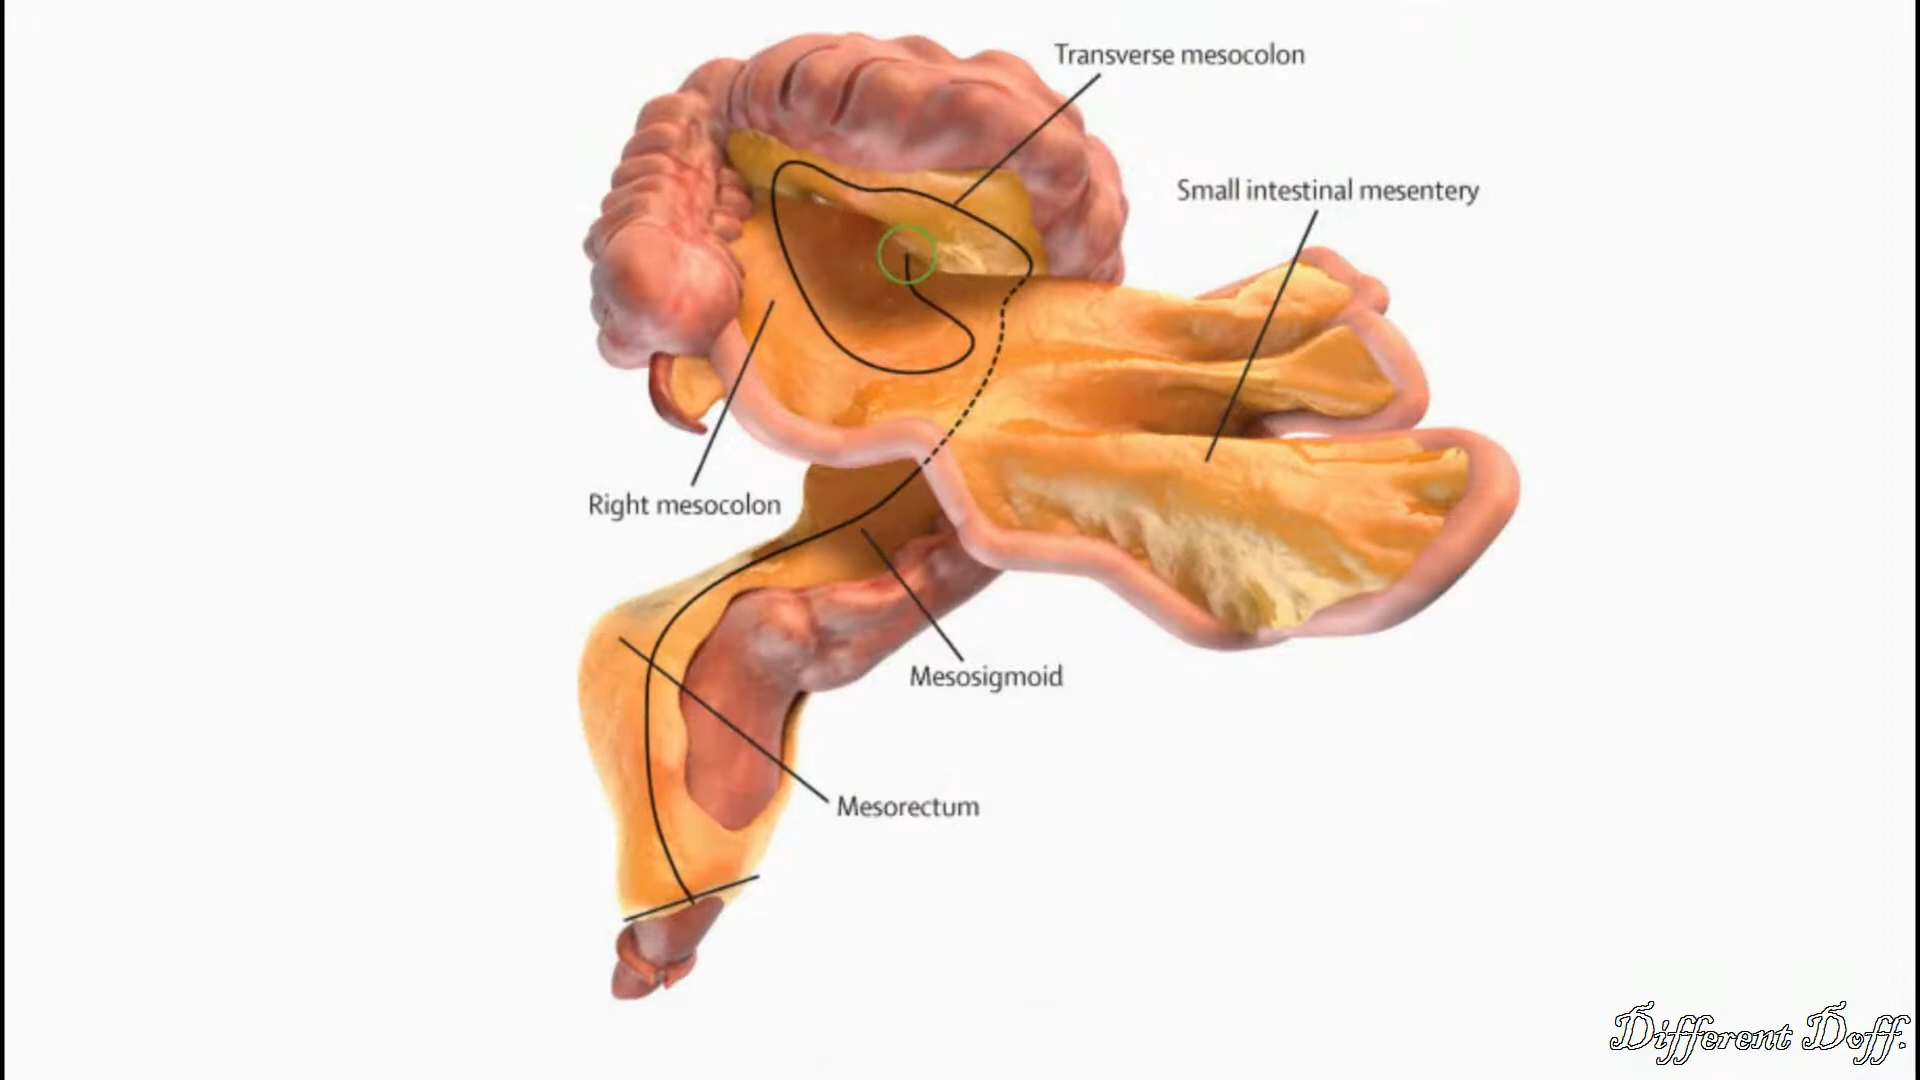 Transverse mesocolon
Small intestinal mesentery
Right mesocolon
Mesosigmoid
Mesorectum
Different Doff.